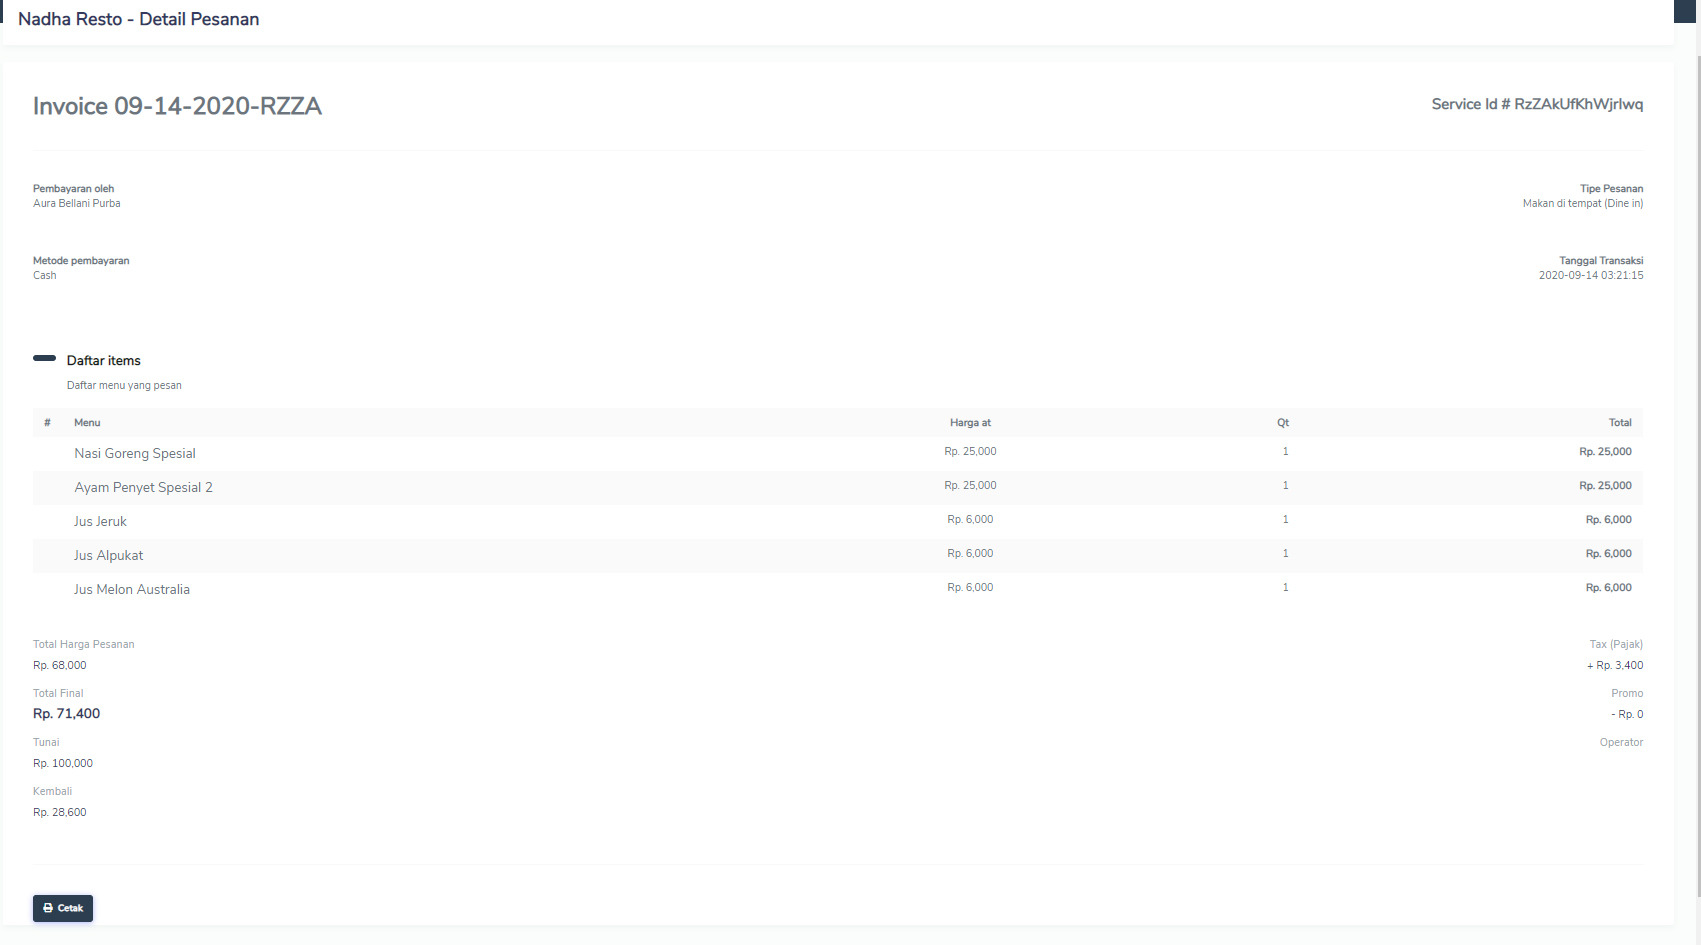 Nadha Resto - Detail Pesanan
Invoice 09-14-2020-RZZA
Service Id # RzZAkUfKhWjrIwq
Pembayaran oleh
Aura Bellani Purba
Tipe Pesanan
Makan di tempat (Dine in)
Metode pembayaran
Cash
Tanggal Transaksi
2020-09-14 03:21:15
Daftar items
Daftar menu yang pesan
# Menu Harga at Qt Total
Nasi Goreng Spesial Rp. 25,000 1 Rp. 25,000
Ayam Penyet Spesial 2 Rp. 25,000 1 Rp. 25,000
Jus Jeruk Rp. 6,000 1 Rp. 6,000
Jus Alpukat Rp. 6,000 1 Rp. 6,000
Jus Melon Australia Rp. 6,000 1 Rp. 6,000
Total Harga Pesanan
Rp. 68,000
Total Final
Rp. 71,400
Tunai
Rp. 100,000
Kembali
Rp. 28,600
Tax (Pajak)
+ Rp. 3,400
Promo
- Rp. 0
Operator
Cetak